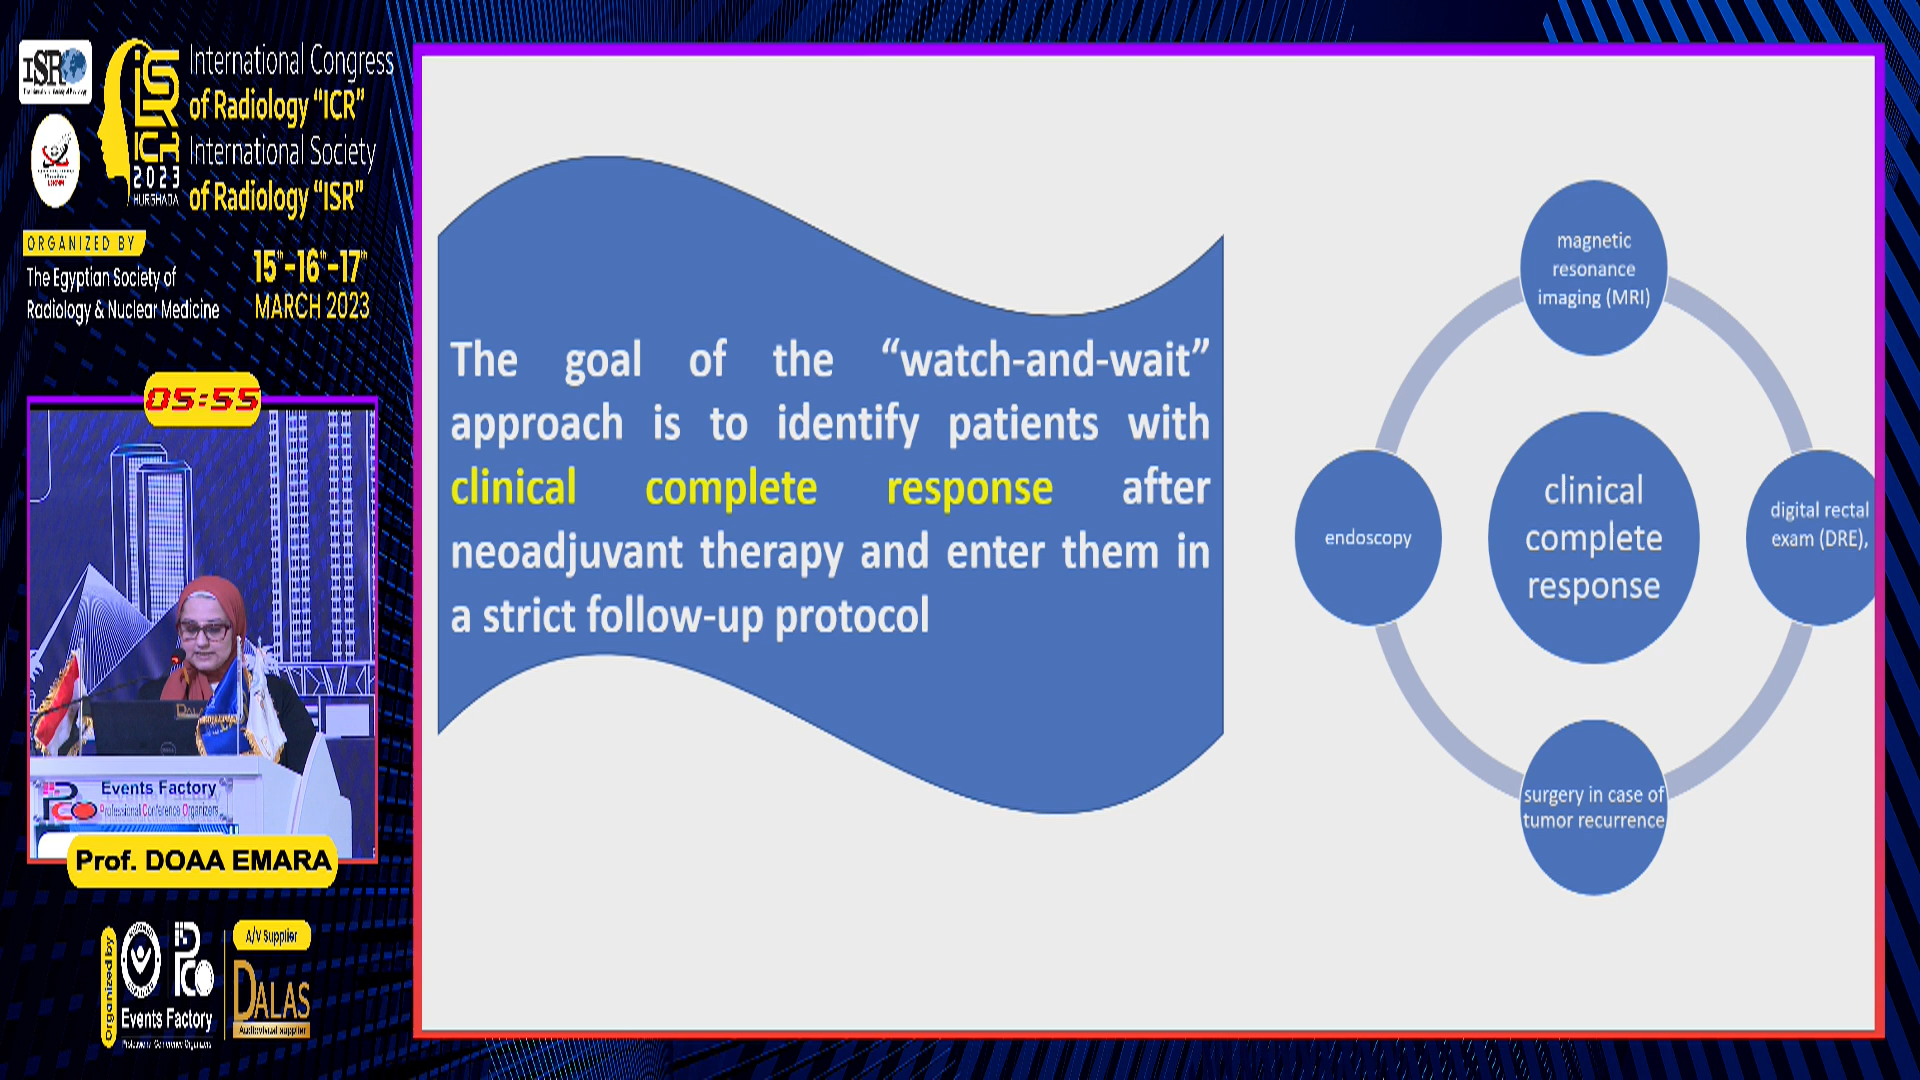 ISR
International Congress
of Radiology “ICR”
International Society
of Radiology “ISR”
iS
ICR
2023
HURGHADA
ORGANIZED BY
The Egyptian Society of
Radiology & Nuclear Medicine
15th-16th-17th
MARCH 2023
05:55
Events Factory
Professional Conference Organizers
Prof. DOAA EMARA
Organized by
PCO
Events Factory
A/V Supplier
DALAS
Audiovisual supplier
The goal of the “watch-and-wait”
approach is to identify patients with
clinical complete response after
neoadjuvant therapy and enter them in
a strict follow-up protocol
magnetic
resonance
imaging (MRI)
endoscopy
clinical
complete
response
digital rectal
exam (DRE),
surgery in case of
tumor recurrence